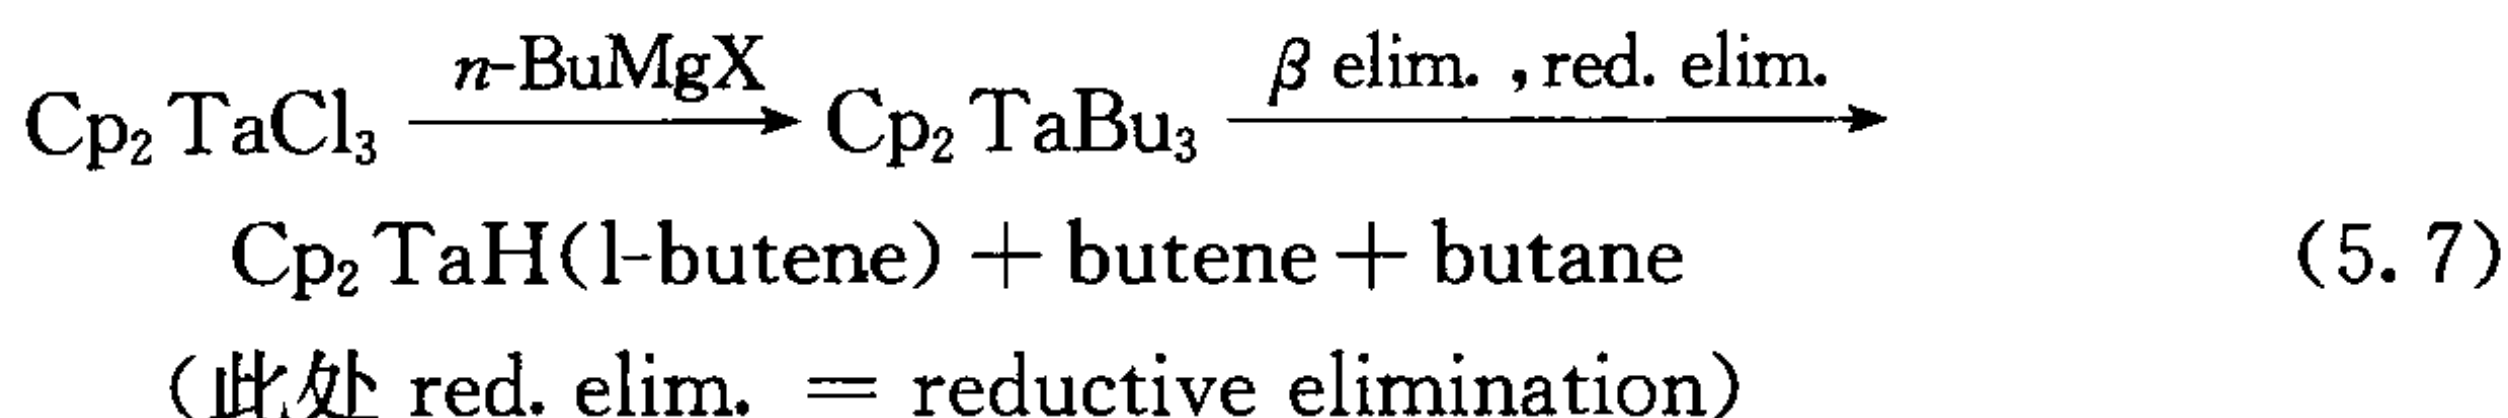 n-BuMgX β elim. ,red. elim.
Cp₂TaCl₃ → Cp₂TaBu₃ →
Cp₂TaH(l-butene) + butene + butane (5.7)
(此处 red. elim. = reductive elimination)